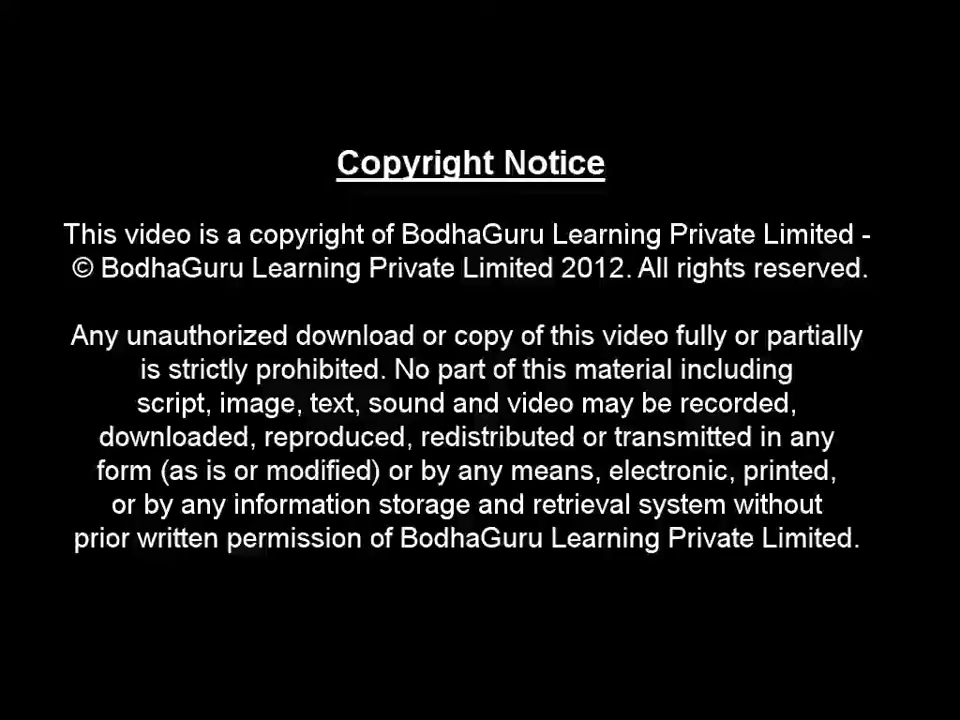 Copyright Notice
This video is a copyright of BodhaGuru Learning Private Limited -
© BodhaGuru Learning Private Limited 2012. All rights reserved.
Any unauthorized download or copy of this video fully or partially
is strictly prohibited. No part of this material including
script, image, text, sound and video may be recorded,
downloaded, reproduced, redistributed or transmitted in any
form (as is or modified) or by any means, electronic, printed,
or by any information storage and retrieval system without
prior written permission of BodhaGuru Learning Private Limited.